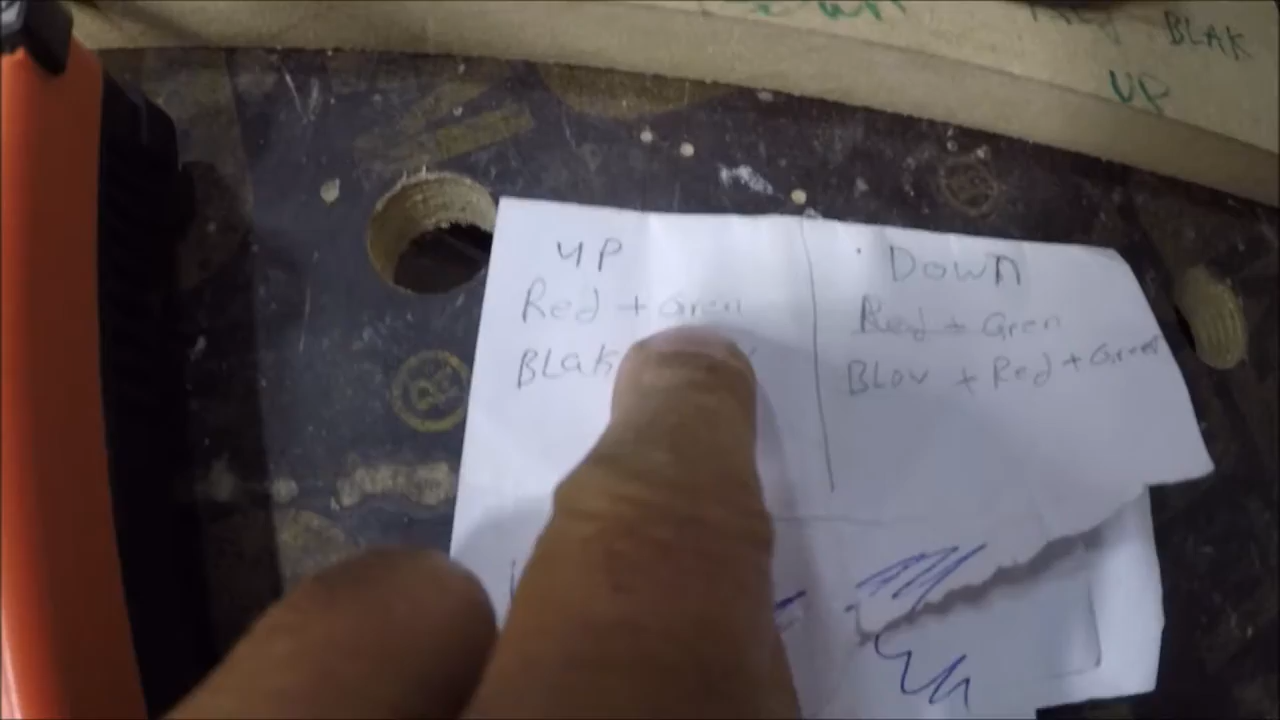 BLAK
UP
UP
Red + Gren
BLak
DOWN
Red + Gren
BLOV + Red + Green